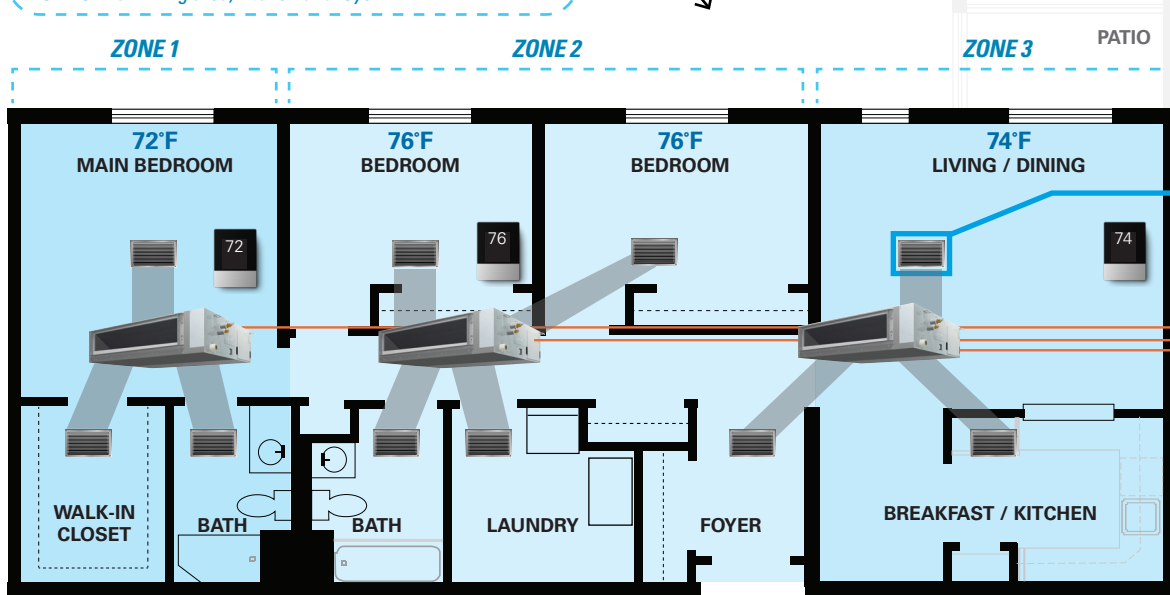 ZONE 1
ZONE 2
ZONE 3
PATIO
72°F
MAIN BEDROOM
76°F
BEDROOM
76°F
BEDROOM
74°F
LIVING / DINING
72
76
74
WALK-IN
CLOSET
BATH
BATH
LAUNDRY
FOYER
BREAKFAST / KITCHEN